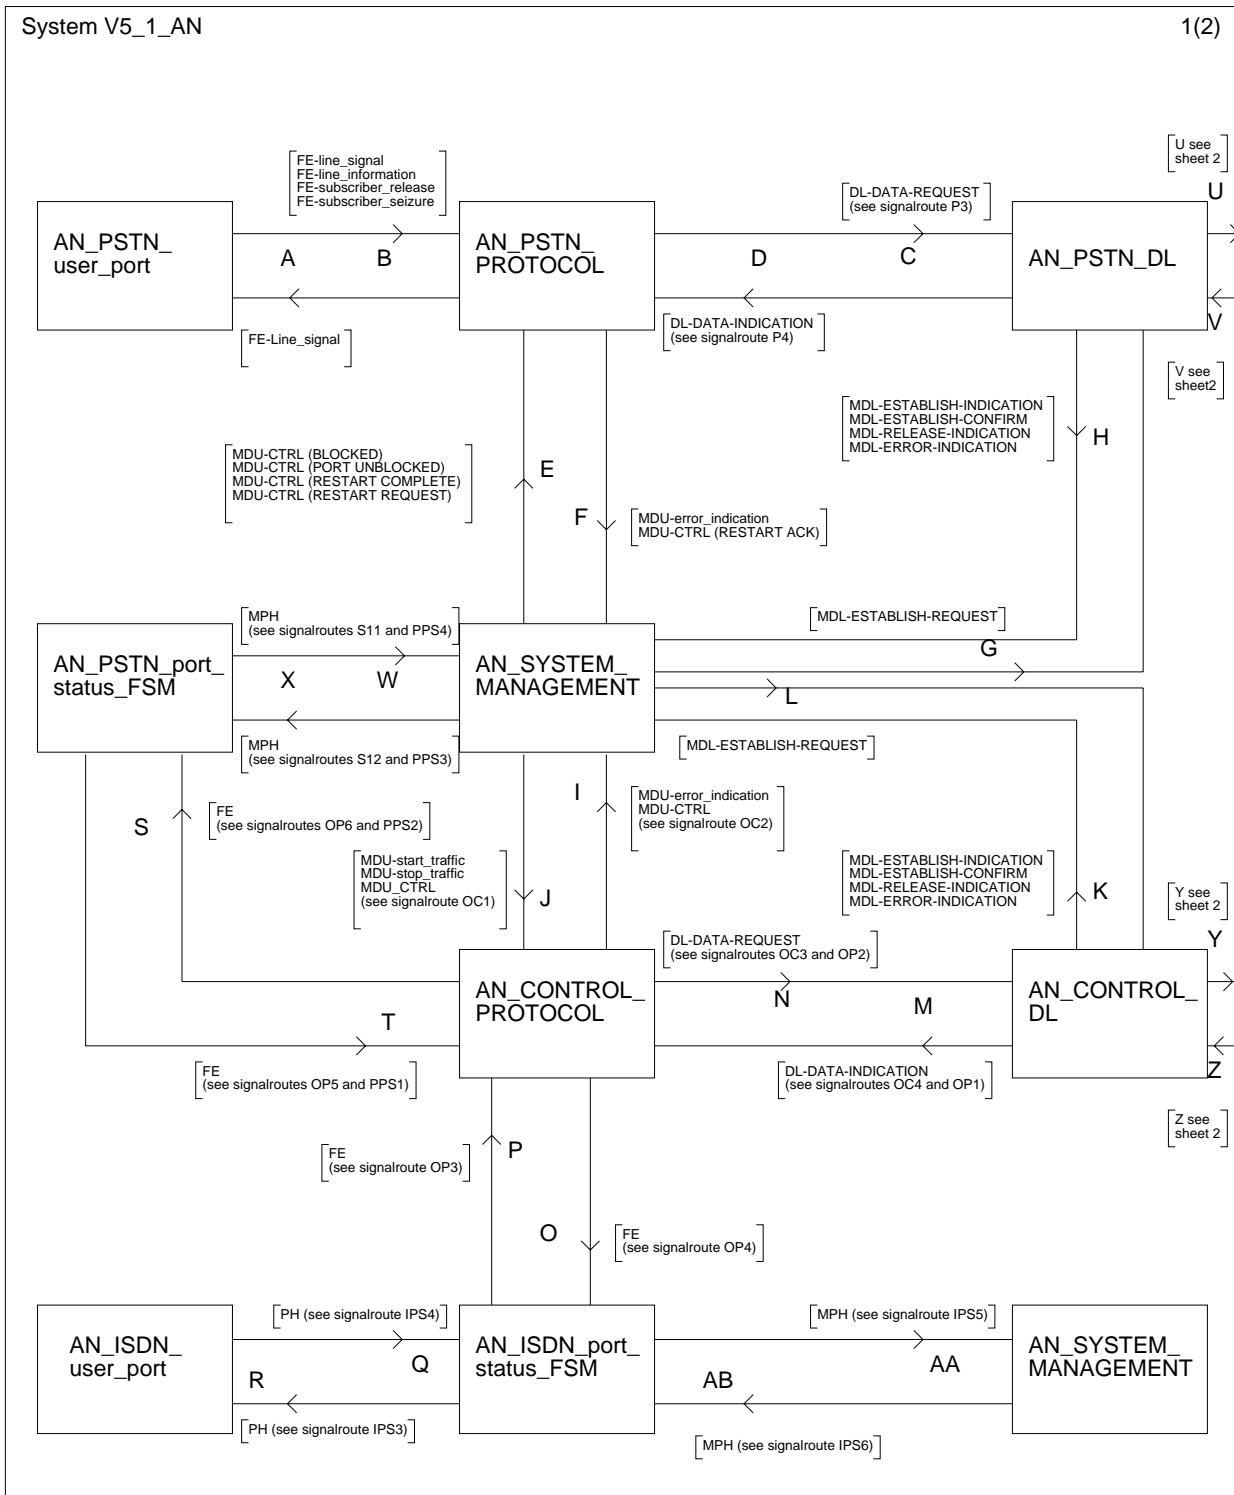 System V5_1_AN
1(2)
U see
sheet 2
U
FE-line_signal
FE-line_information
FE-subscriber_release
FE-subscriber_seizure
DL-DATA-REQUEST
(see signalroute P3)
AN_PSTN_
user_port
A
B
AN_PSTN_
PROTOCOL
D
C
AN_PSTN_DL
V
FE-Line_signal
DL-DATA-INDICATION
(see signalroute P4)
V see
sheet2
MDL-ESTABLISH-INDICATION
MDL-ESTABLISH-CONFIRM
MDL-RELEASE-INDICATION
MDL-ERROR-INDICATION
H
MDU-CTRL (BLOCKED)
MDU-CTRL (PORT UNBLOCKED)
MDU-CTRL (RESTART COMPLETE)
MDU-CTRL (RESTART REQUEST)
E
F
MDU-error_indication
MDU-CTRL (RESTART ACK)
MPH
(see signalroutes S11 and PPS4)
MDL-ESTABLISH-REQUEST
G
AN_PSTN_port_
status_FSM
X
W
AN_SYSTEM_
MANAGEMENT
L
MPH
(see signalroutes S12 and PPS3)
MDL-ESTABLISH-REQUEST
S
FE
(see signalroutes OP6 and PPS2)
I
MDU-error_indication
MDU-CTRL
(see signalroute OC2)
MDU-start_traffic
MDU-stop_traffic
MDU_CTRL
(see signalroute OC1)
J
MDL-ESTABLISH-INDICATION
MDL-ESTABLISH-CONFIRM
MDL-RELEASE-INDICATION
MDL-ERROR-INDICATION
K
Y see
sheet 2
Y
DL-DATA-REQUEST
(see signalroutes OC3 and OP2)
AN_CONTROL_
PROTOCOL
N
M
AN_CONTROL_
DL
T
FE
(see signalroutes OP5 and PPS1)
DL-DATA-INDICATION
(see signalroutes OC4 and OP1)
Z
Z see
sheet 2
FE
(see signalroute OP3)
P
O
FE
(see signalroute OP4)
PH (see signalroute IPS4)
MPH (see signalroute IPS5)
AN_ISDN_
user_port
R
Q
AN_ISDN_port_
status_FSM
AB
AA
AN_SYSTEM_
MANAGEMENT
PH (see signalroute IPS3)
MPH (see signalroute IPS6)